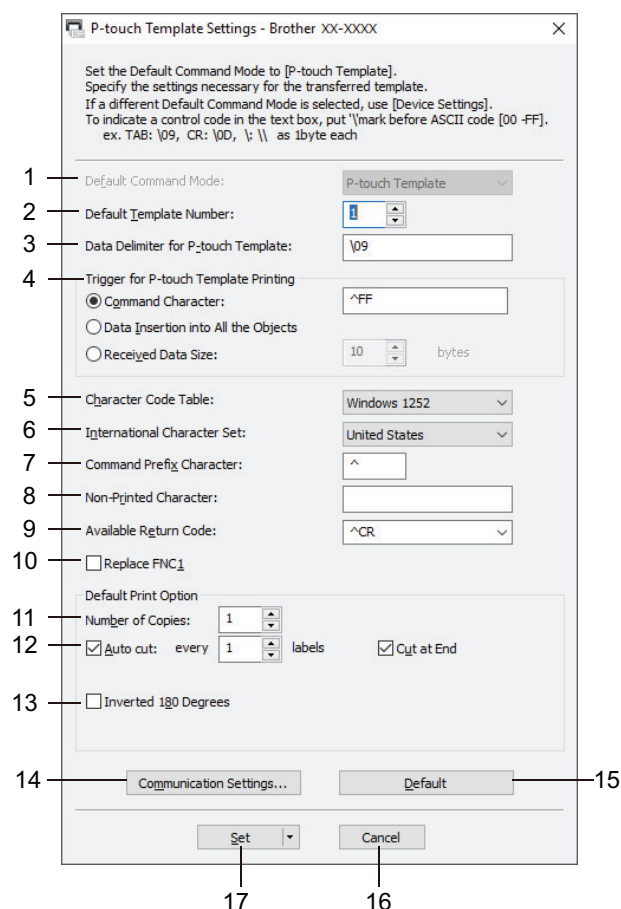 P-touch Template Settings - Brother XX-XXXX
Set the Default Command Mode to [P-touch Template].
Specify the settings necessary for the transferred template.
If a different Default Command Mode is selected, use [Device Settings].
To indicate a control code in the text box, put '\'mark before ASCII code [00 -FF].
ex. TAB: \09, CR: \0D, \: \\ as 1byte each
1 Default Command Mode: P-touch Template
2 Default Template Number: 1
3 Data Delimiter for P-touch Template: \09
4 Trigger for P-touch Template Printing
Command Character: ^FF
Data Insertion into All the Objects
Received Data Size: 10 bytes
5 Character Code Table: Windows 1252
6 International Character Set: United States
7 Command Prefix Character: ^
8 Non-Printed Character:
9 Available Return Code: ^CR
10 Replace FNC1
Default Print Option
11 Number of Copies: 1
12 Auto cut: every 1 labels Cut at End
13 Inverted 180 Degrees
14 Communication Settings... Default 15
Set Cancel
17 16